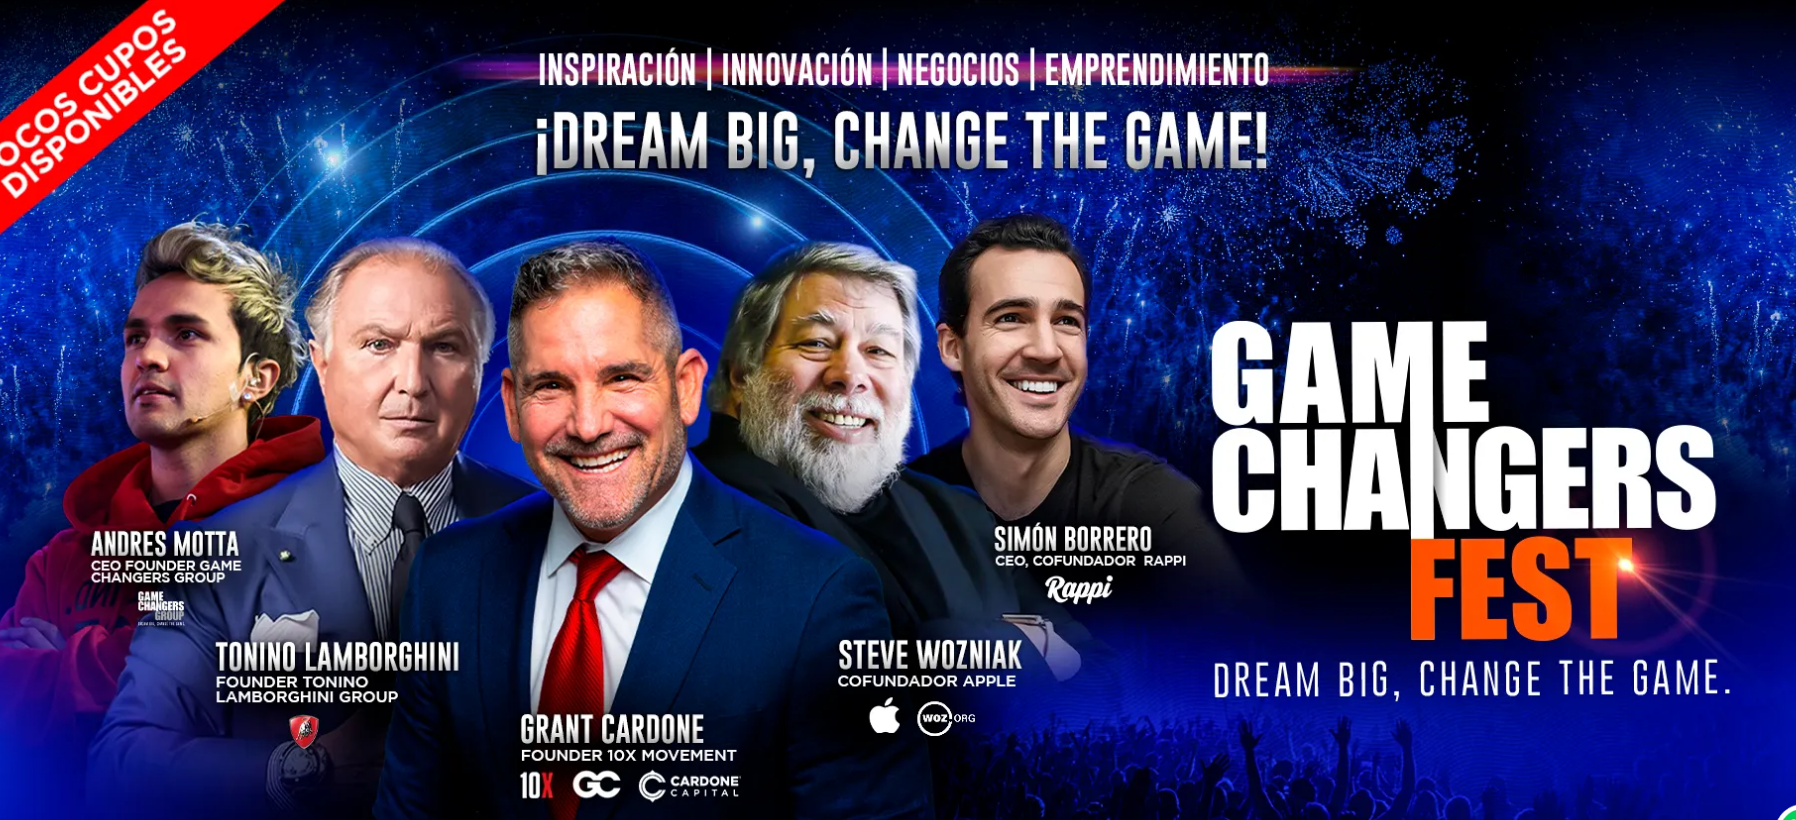 OCOS CUPOS
DISPONIBLES
INSPIRACIÓN | INNOVACIÓN | NEGOCIOS | EMPRENDIMIENTO
¡DREAM BIG, CHANGE THE GAME!
ANDRES MOTTA
CEO FOUNDER GAME
CHANGERS GROUP
GAME
CHANGERS
GROUP
TONINO LAMBORGHINI
FOUNDER TONINO
LAMBORGHINI GROUP
GRANT CARDONE
FOUNDER 10X MOVEMENT
10X GC CARDONE
CAPITAL
STEVE WOZNIAK
COFUNDADOR APPLE
WOZ!.ORG
SIMÓN BORRERO
CEO, COFUNDADOR RAPPI
Rappi
GAME
CHANGERS
FEST
DREAM BIG, CHANGE THE GAME.